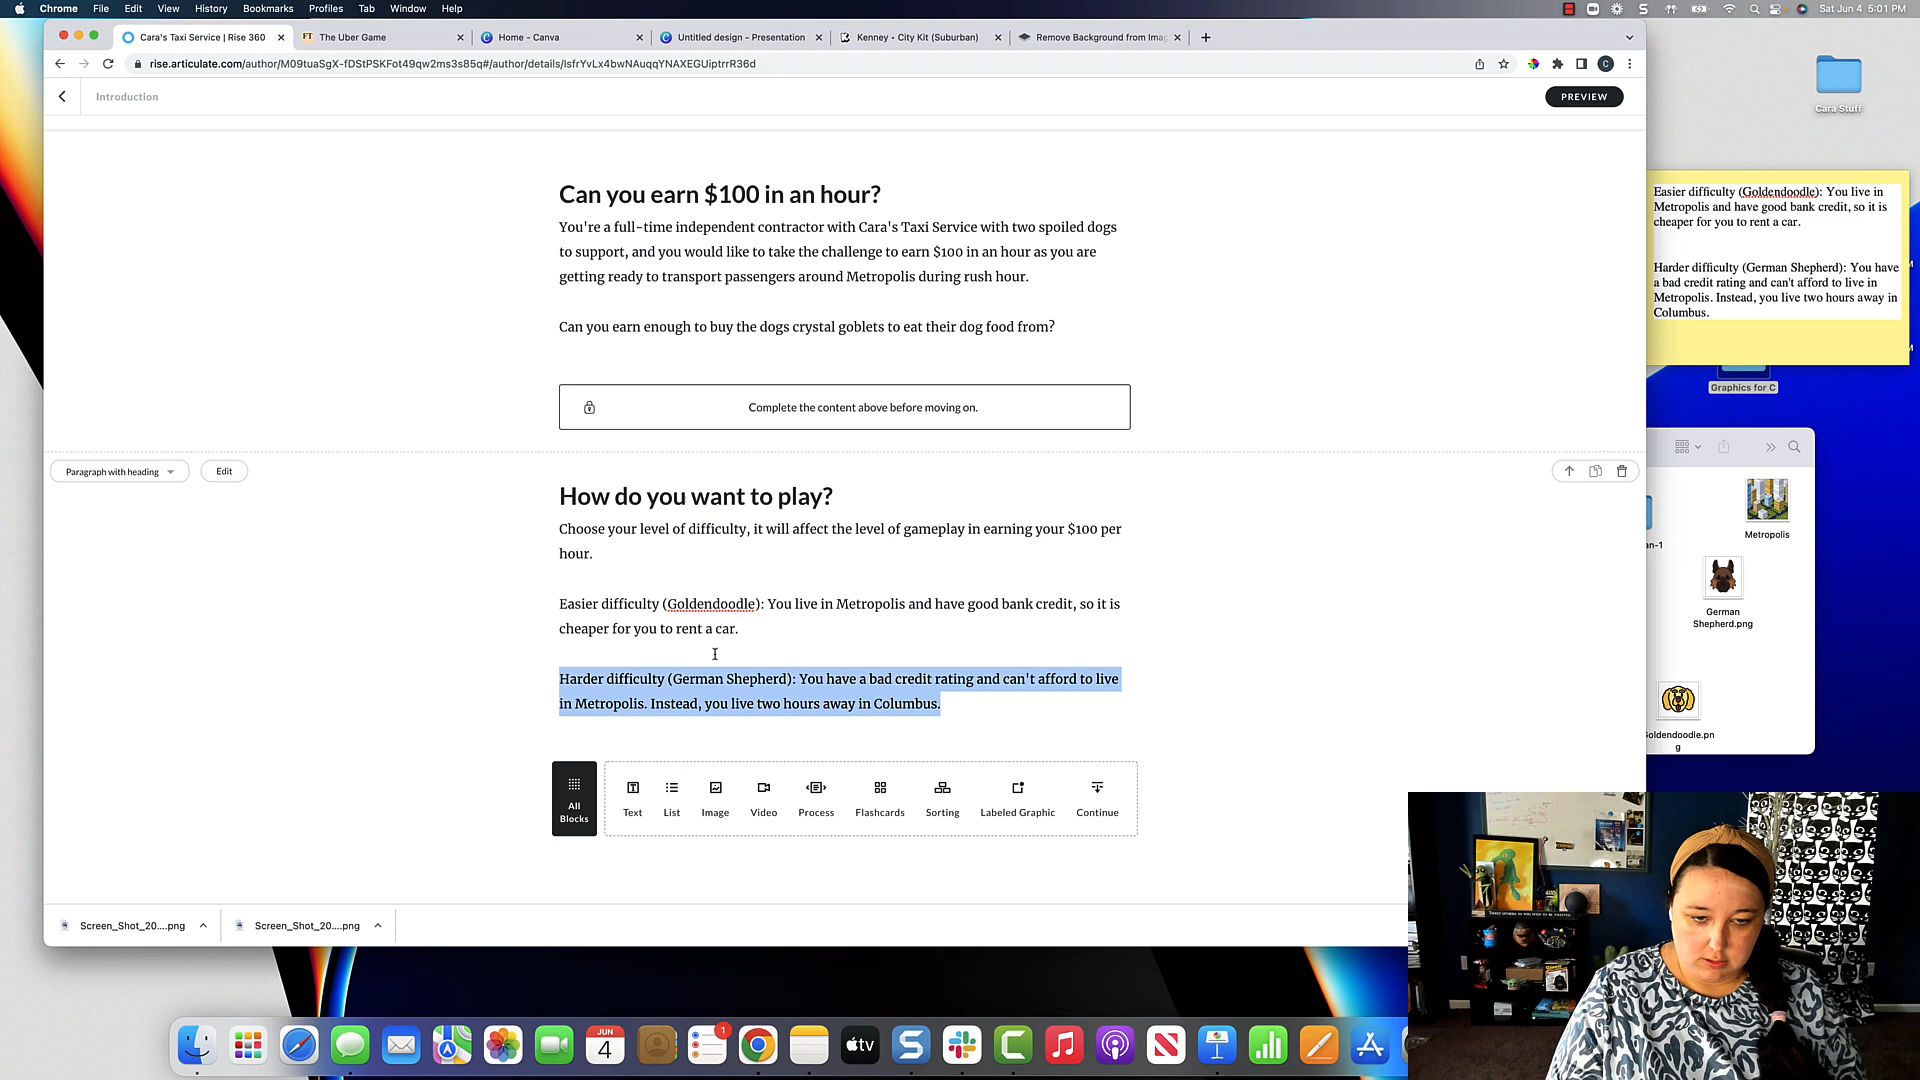 Chrome File Edit View History Bookmarks Profiles Tab Window Help
Sat Jun 4 5:01 PM
Cara's Taxi Service | Rise 360
FT The Uber Game
Home - Canva
Untitled design - Presentation
Kenney • City Kit (Suburban)
Remove Background from Imag
rise.articulate.com/author/M09tuaSgX-fDStPSKFot49qw2ms3s85q#/author/details/IsfrYvLx4bwNAuqqYNAXEGUiptrrR36d
C
Introduction
PREVIEW
Cara Stuff
Can you earn $100 in an hour?
You're a full-time independent contractor with Cara's Taxi Service with two spoiled dogs
to support, and you would like to take the challenge to earn $100 in an hour as you are
getting ready to transport passengers around Metropolis during rush hour.
Can you earn enough to buy the dogs crystal goblets to eat their dog food from?
Complete the content above before moving on.
Easier difficulty (Goldendoodle): You live in
Metropolis and have good bank credit, so it is
cheaper for you to rent a car.
Harder difficulty (German Shepherd): You have
a bad credit rating and can't afford to live in
Metropolis. Instead, you live two hours away in
Columbus.
Graphics for C
Paragraph with heading
Edit
How do you want to play?
Choose your level of difficulty, it will affect the level of gameplay in earning your $100 per
hour.
Easier difficulty (Goldendoodle): You live in Metropolis and have good bank credit, so it is
cheaper for you to rent a car.
Harder difficulty (German Shepherd): You have a bad credit rating and can't afford to live
in Metropolis. Instead, you live two hours away in Columbus.
an-1
Metropolis
German
Shepherd.png
oldendoodle.pn
g
All
Blocks
Text
List
Image
Video
Process
Flashcards
Sorting
Labeled Graphic
Continue
Screen_Shot_20....png
Screen_Shot_20....png
JUN
4
1
tv